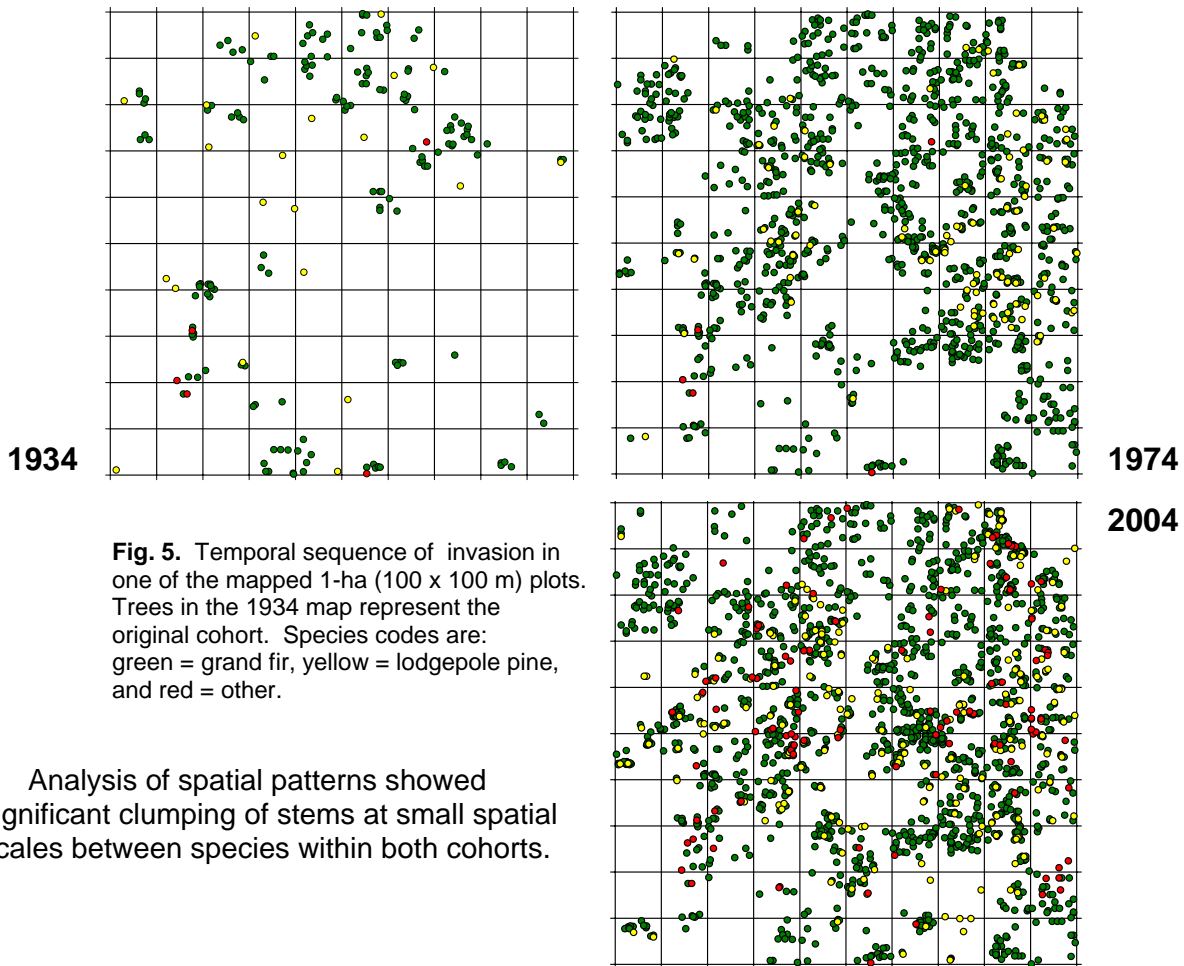 1934
1974
2004
Fig. 5. Temporal sequence of invasion in
one of the mapped 1-ha (100 x 100 m) plots.
Trees in the 1934 map represent the
original cohort. Species codes are:
green = grand fir, yellow = lodgepole pine,
and red = other.
Analysis of spatial patterns showed
gnificant clumping of stems at small spatial
cales between species within both cohorts.